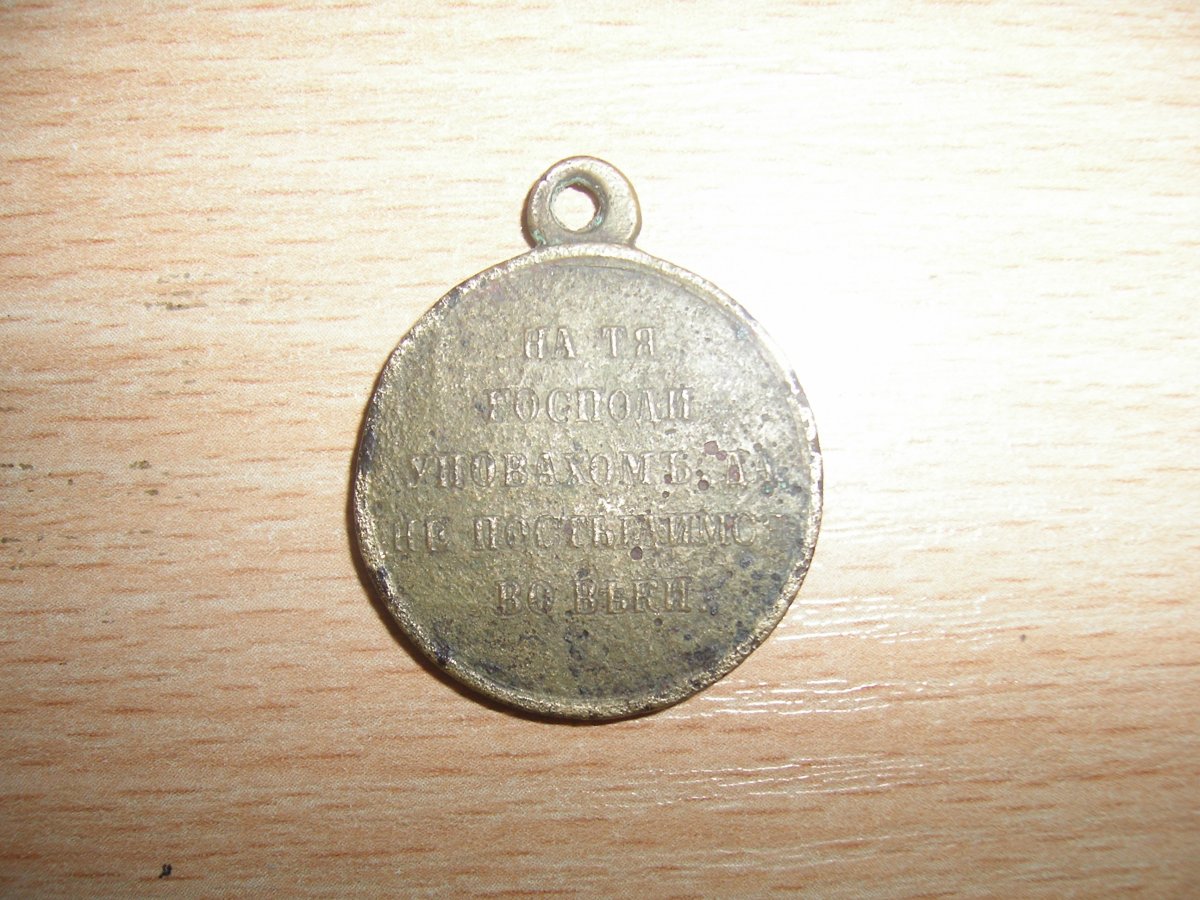 НА ТЯ
ГОСПОДИ
УПОВАХОМЪ, ДА
НЕ ПОСТЫДИМСЯ
ВО ВѢКИ.